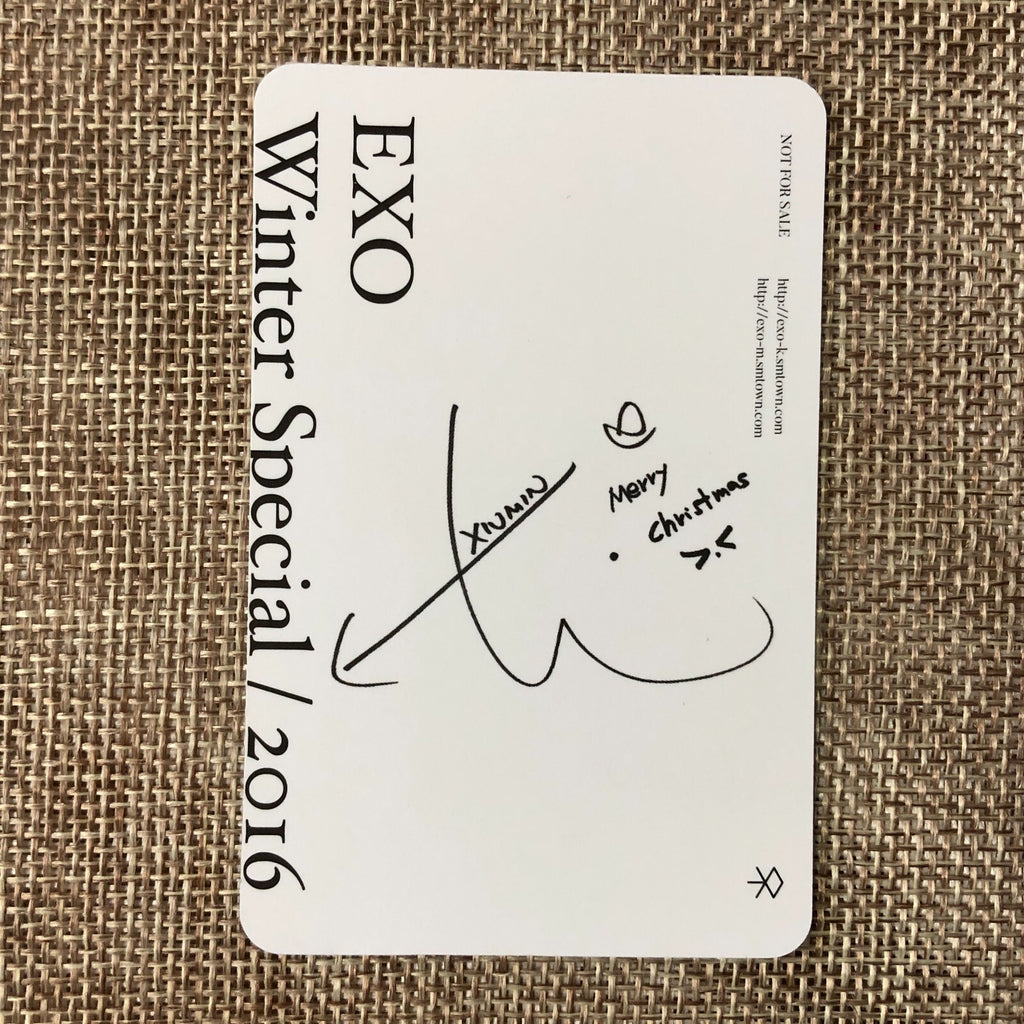 NOT FOR SALE
http://exo-k.smtown.com
http://exo-m.smtown.com
EXO
Winter Special / 2016
XIUMIN
Merry
christmas
>.<